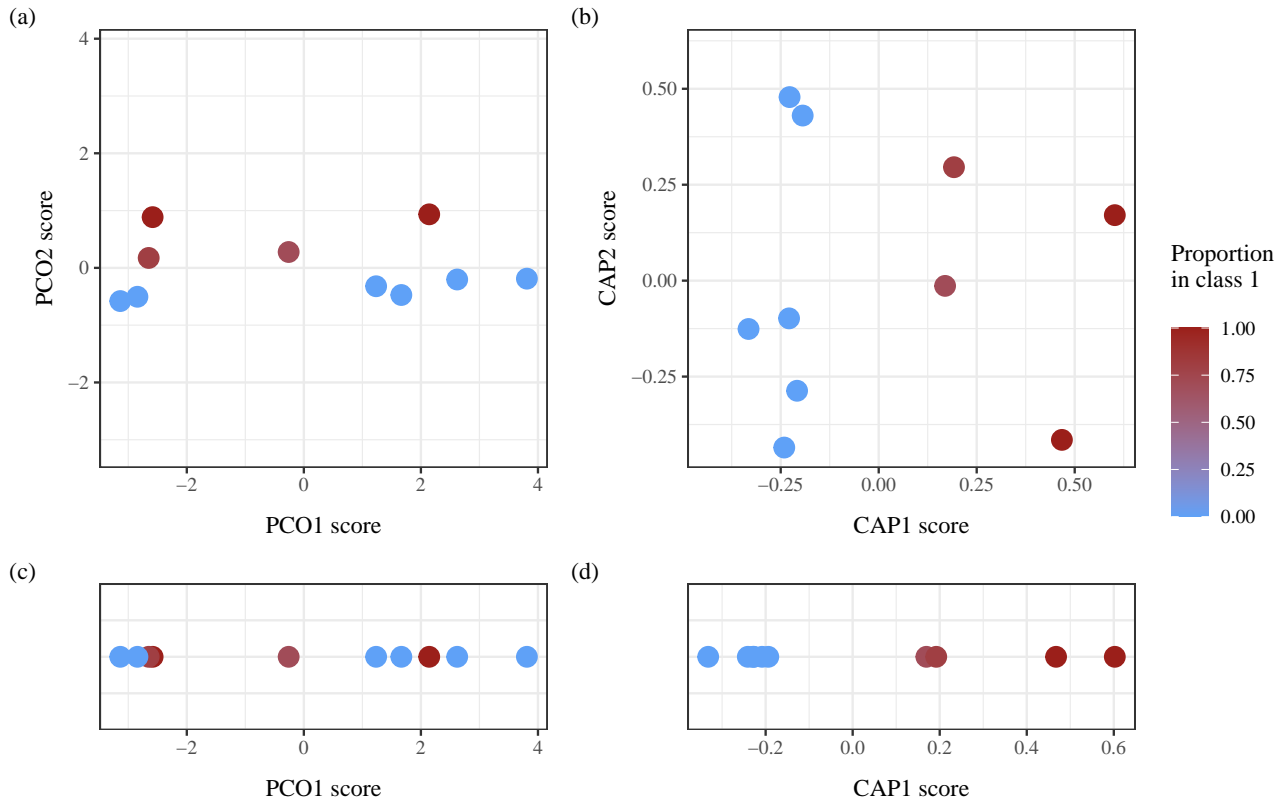 (a)
4
2
0
−2
PCO2 score
−2
0
2
4
PCO1 score
(b)
0.50
0.25
0.00
−0.25
CAP2 score
−0.25
0.00
0.25
0.50
CAP1 score
Proportion
in class 1
1.00
0.75
0.50
0.25
0.00
(c)
−2
0
2
4
PCO1 score
(d)
−0.2
0.0
0.2
0.4
0.6
CAP1 score